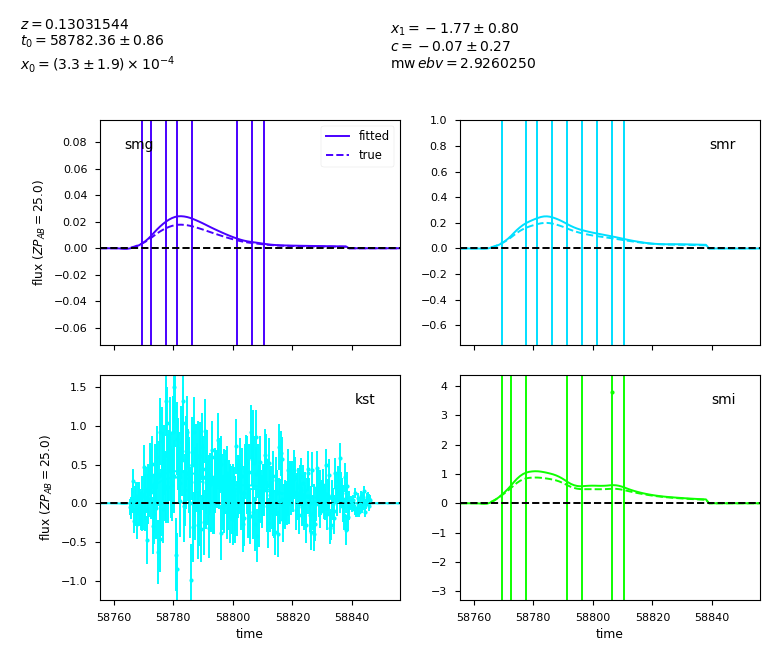 z = 0.13031544
t₀ = 58782.36 ± 0.86
x₀ = (3.3 ± 1.9) × 10⁻⁴
x₁ = −1.77 ± 0.80
c = −0.07 ± 0.27
mwebv = 2.9260250
smg
fitted
true
0.08
0.06
0.04
0.02
0.00
−0.02
−0.04
−0.06
flux (ZP_AB = 25.0)
smr
1.0
0.8
0.6
0.4
0.2
0.0
−0.2
−0.4
−0.6
kst
1.5
1.0
0.5
0.0
−0.5
−1.0
flux (ZP_AB = 25.0)
58760 58780 58800 58820 58840
time
smi
4
3
2
1
0
−1
−2
−3
58760 58780 58800 58820 58840
time